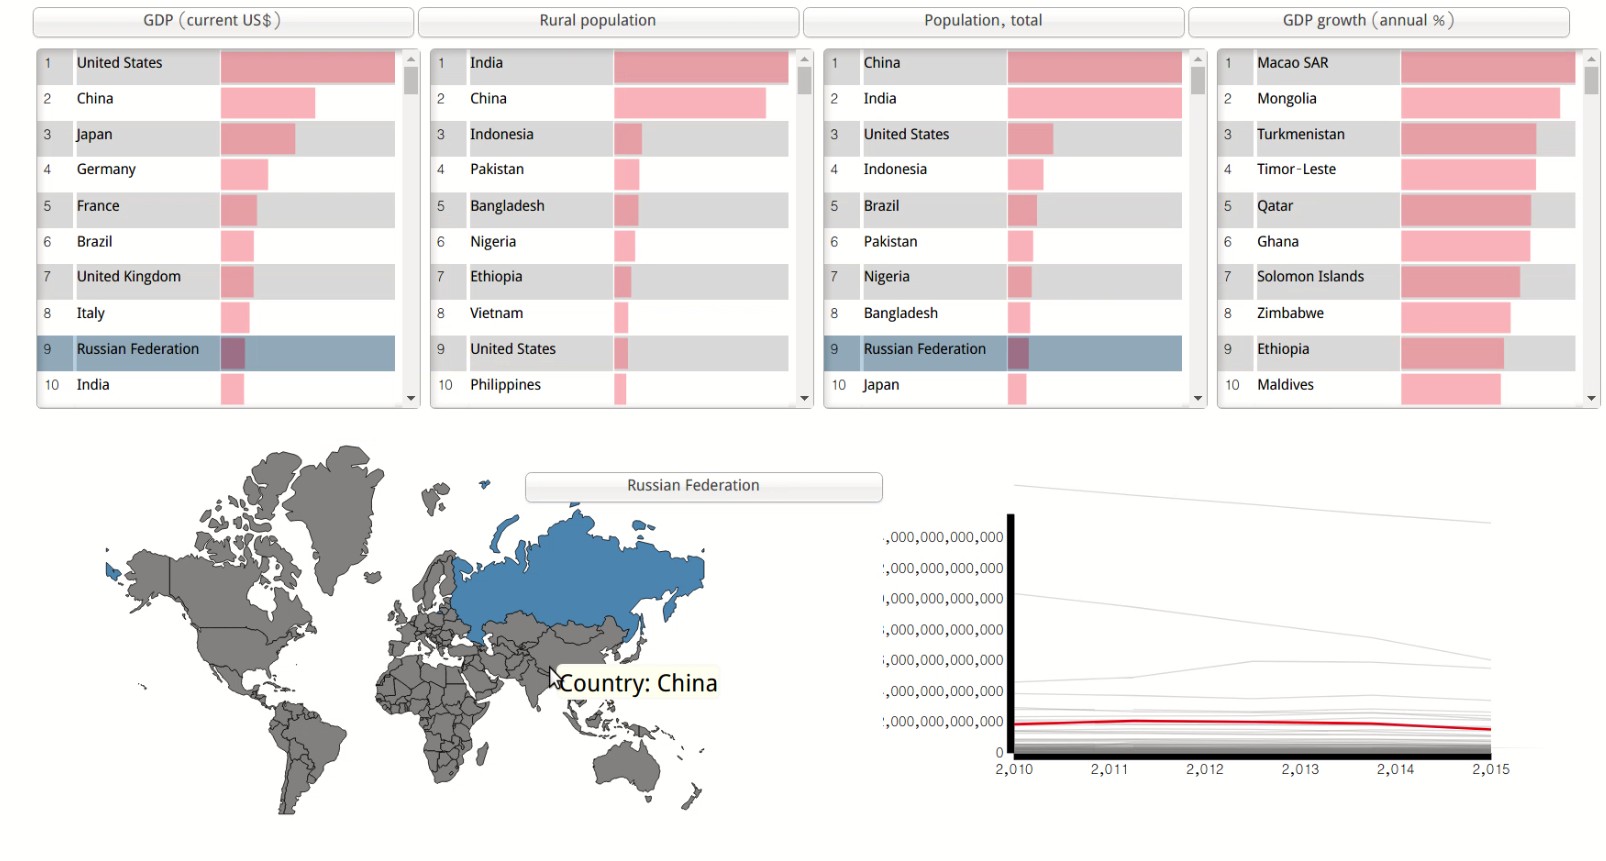 GDP (current US$)
Rural population
Population, total
GDP growth (annual %)
1 United States
2 China
3 Japan
4 Germany
5 France
6 Brazil
7 United Kingdom
8 Italy
9 Russian Federation
10 India
1 India
2 China
3 Indonesia
4 Pakistan
5 Bangladesh
6 Nigeria
7 Ethiopia
8 Vietnam
9 United States
10 Philippines
1 China
2 India
3 United States
4 Indonesia
5 Brazil
6 Pakistan
7 Nigeria
8 Bangladesh
9 Russian Federation
10 Japan
1 Macao SAR
2 Mongolia
3 Turkmenistan
4 Timor-Leste
5 Qatar
6 Ghana
7 Solomon Islands
8 Zimbabwe
9 Ethiopia
10 Maldives
Russian Federation
Country: China
,000,000,000,000
,000,000,000,000
,000,000,000,000
,000,000,000,000
,000,000,000,000
,000,000,000,000
,000,000,000,000
0
2,010 2,011 2,012 2,013 2,014 2,015